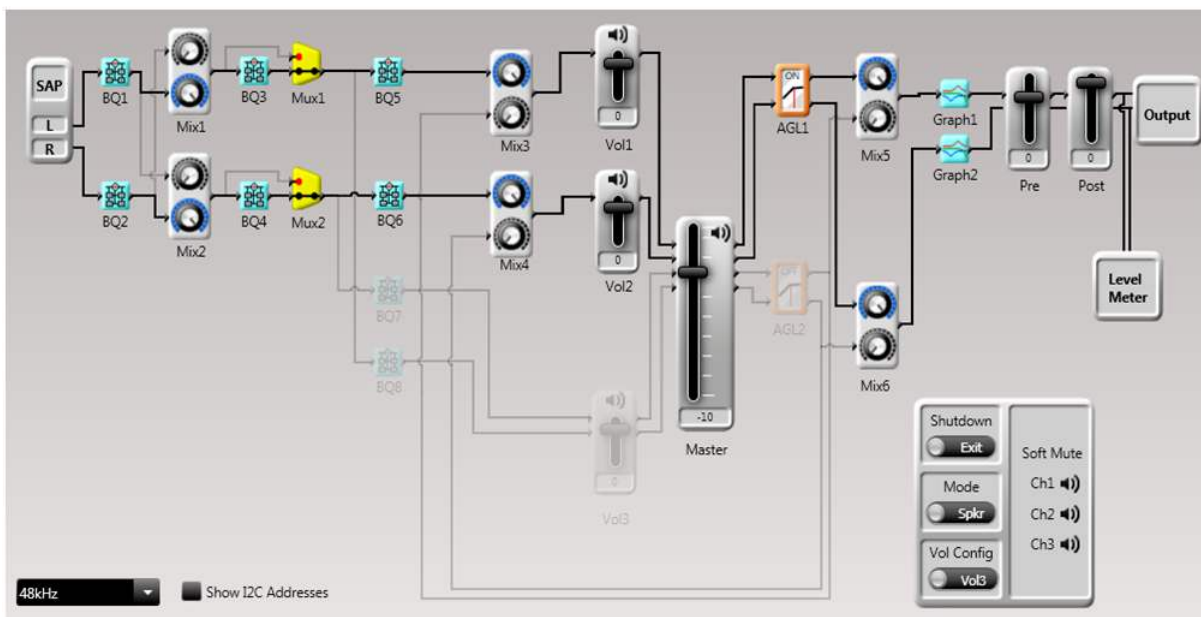 SAP
L
R
BQ1
BQ2
Mix1
Mix2
BQ3
BQ4
Mux1
Mux2
BQ5
BQ6
BQ7
BQ8
Mix3
Mix4
0
Vol1
0
Vol2
0
Vol3
-10
Master
ON
AGL1
OFF
AGL2
Mix5
Mix6
Graph1
Graph2
0
Pre
0
Post
Output
Level
Meter
Shutdown
Exit
Mode
Spkr
Vol Config
Vol3
Soft Mute
Ch1
Ch2
Ch3
48kHz
Show I2C Addresses